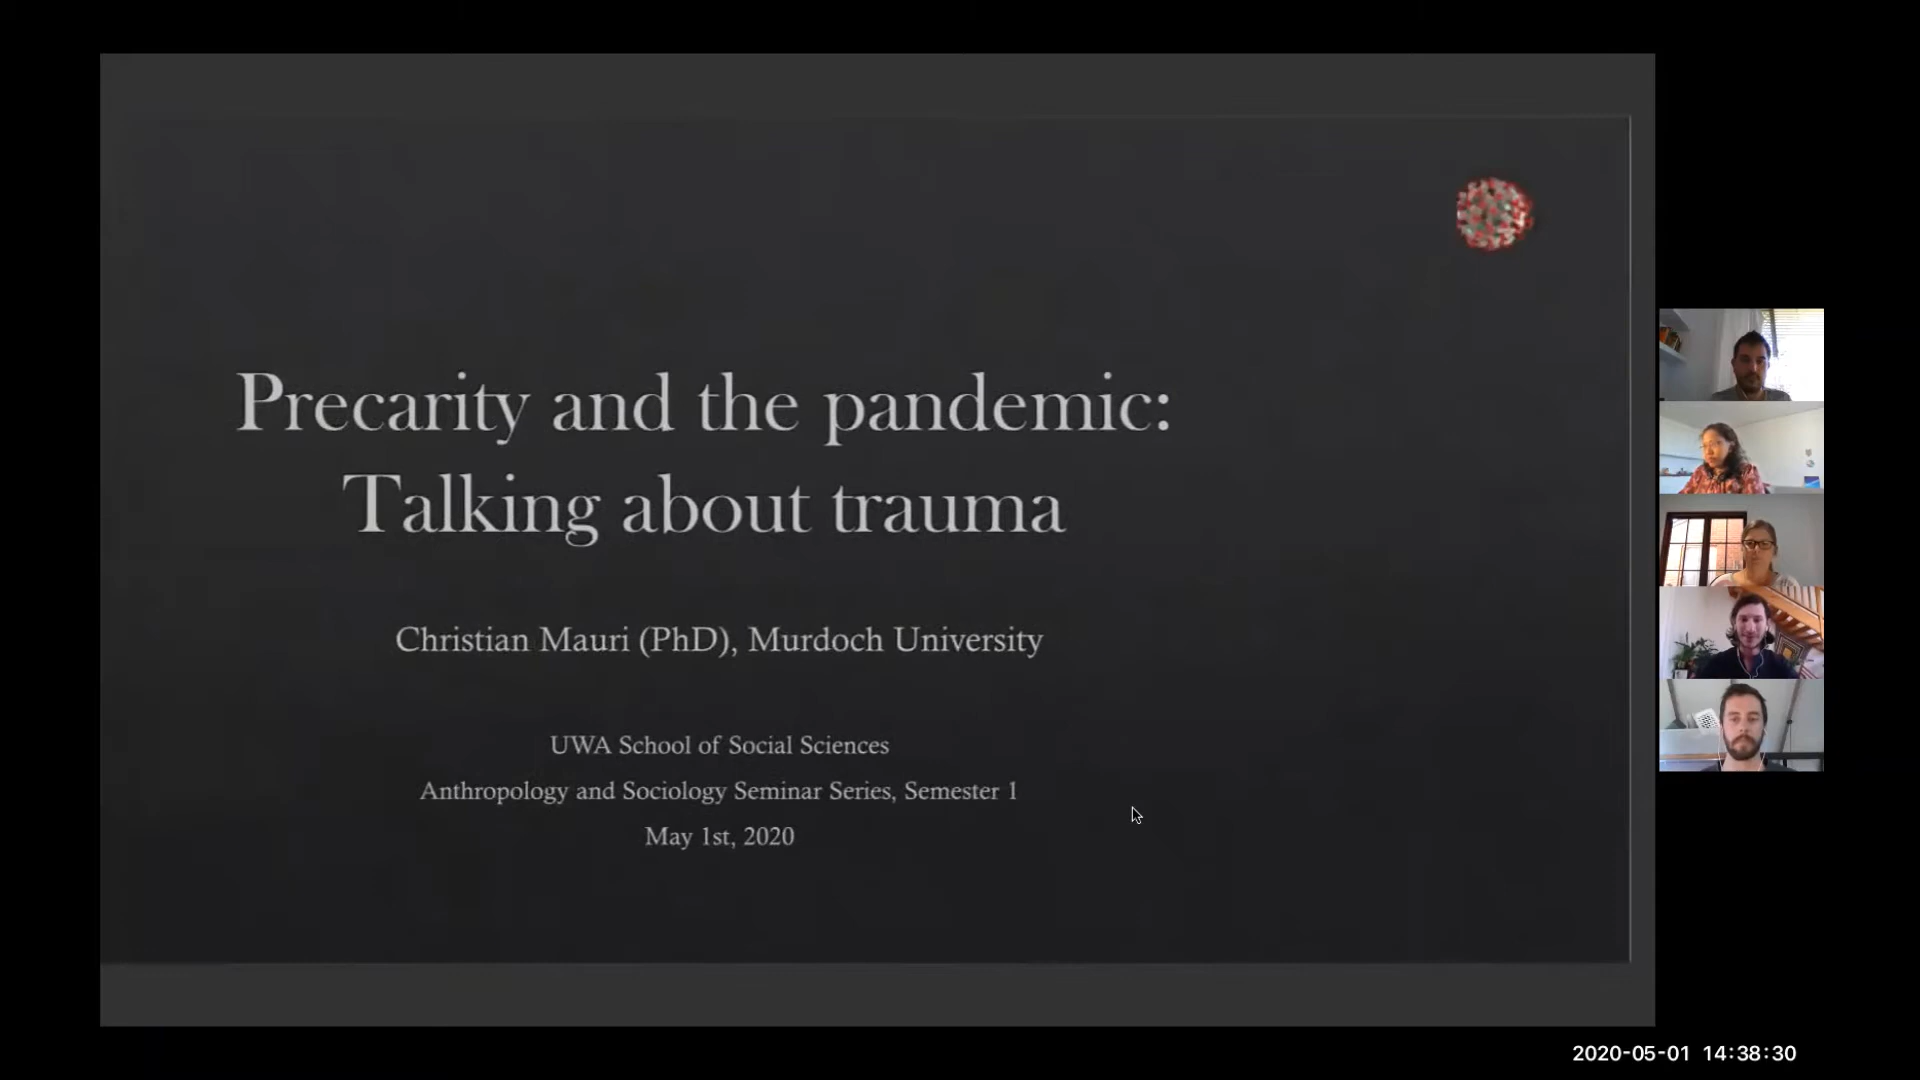 Precarity and the pandemic:
Talking about trauma
Christian Mauri (PhD), Murdoch University
UWA School of Social Sciences
Anthropology and Sociology Seminar Series, Semester 1
May 1st, 2020
2020-05-01 14:38:30